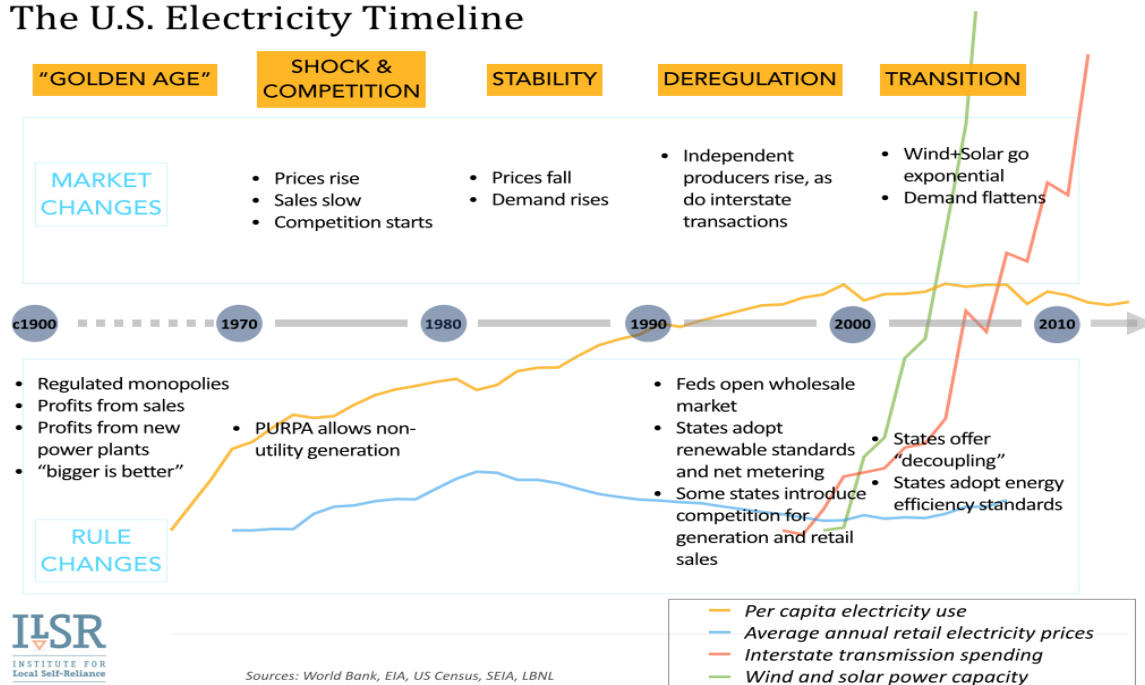 The U.S. Electricity Timeline
“GOLDEN AGE”
SHOCK &
COMPETITION
STABILITY
DEREGULATION
TRANSITION
MARKET
CHANGES
• Prices rise
• Sales slow
• Competition starts
• Prices fall
• Demand rises
• Independent
producers rise, as
do interstate
transactions
• Wind+Solar go
exponential
• Demand flattens
c1900
1970
1980
1990
2000
2010
• Regulated monopolies
• Profits from sales
• Profits from new
power plants
• “bigger is better”
• PURPA allows non-
utility generation
• Feds open wholesale
market
• States adopt
renewable standards
and net metering
• Some states introduce
competition for
generation and retail
sales
• States offer
“decoupling”
• States adopt energy
efficiency standards
RULE
CHANGES
ILSR
INSTITUTE FOR
Local Self-Reliance
Sources: World Bank, EIA, US Census, SEIA, LBNL
Per capita electricity use
Average annual retail electricity prices
Interstate transmission spending
Wind and solar power capacity